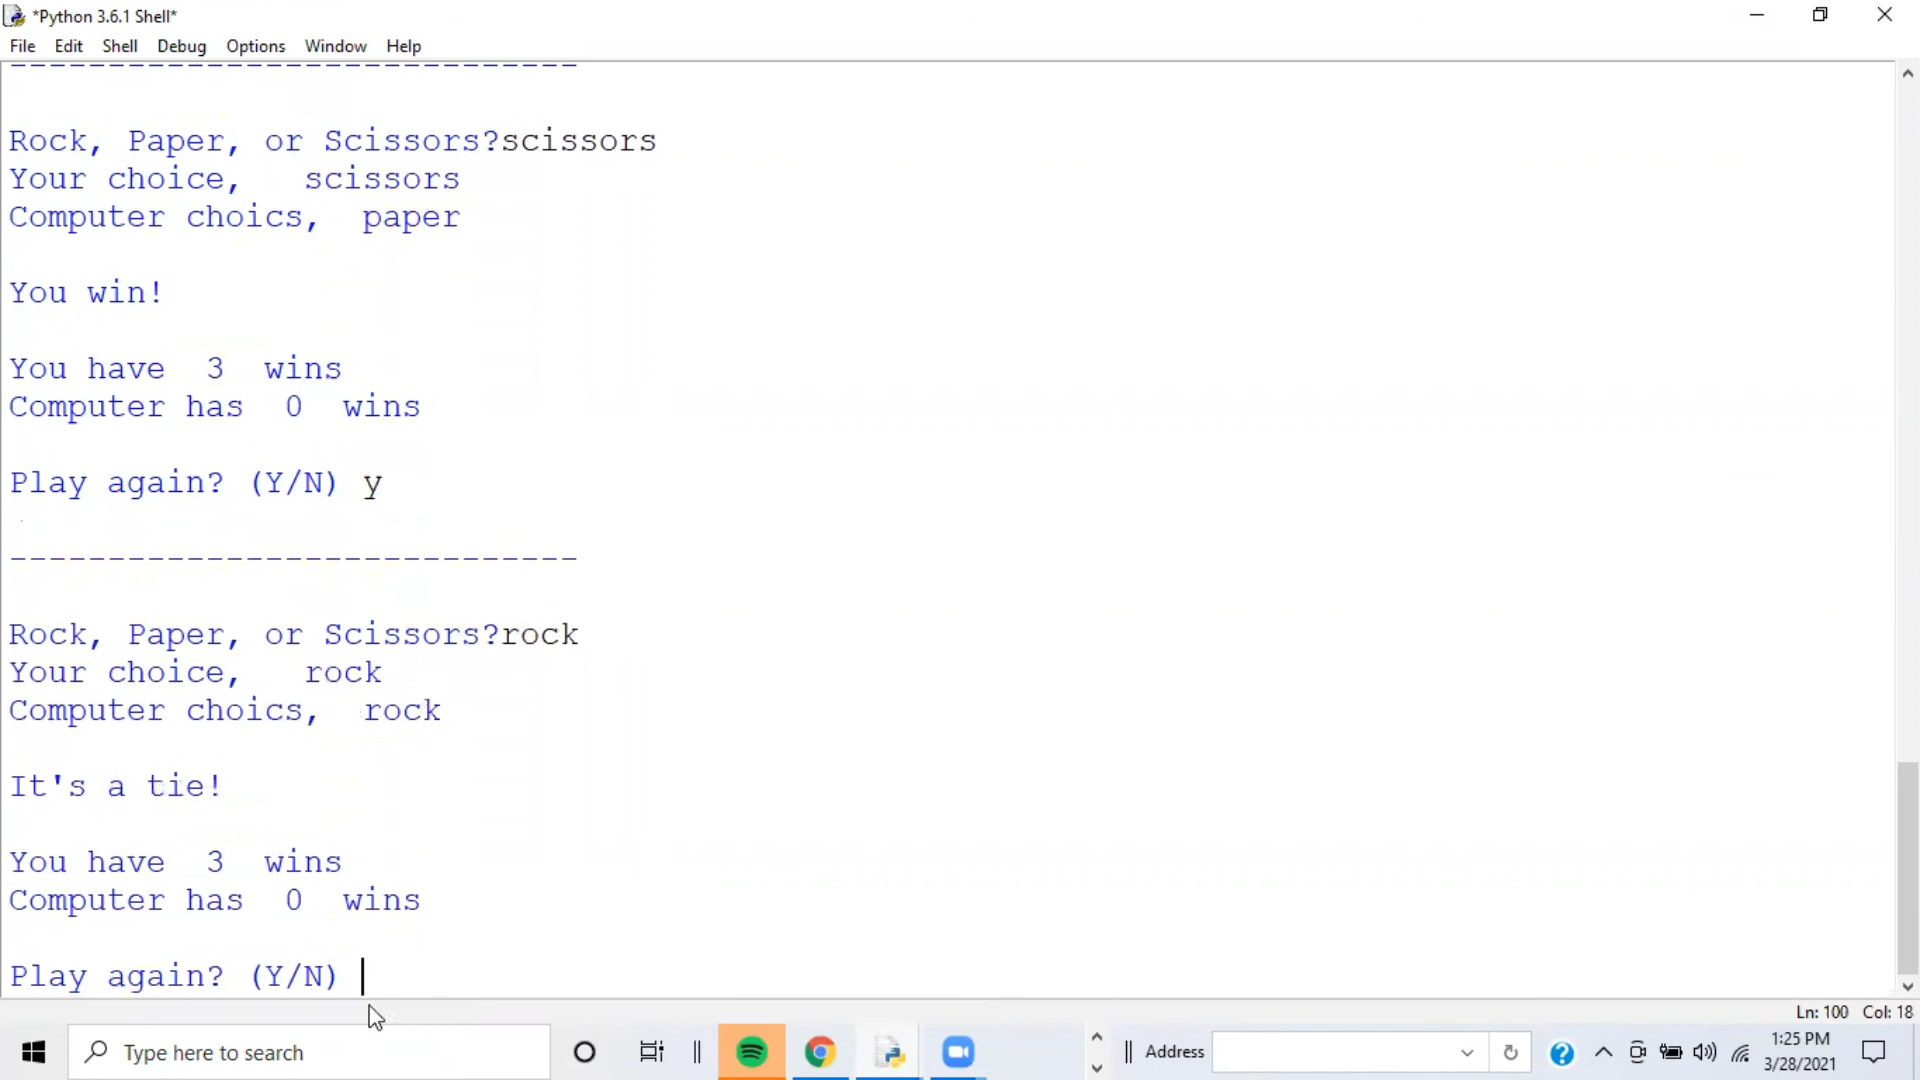 *Python 3.6.1 Shell*
File Edit Shell Debug Options Window Help
-----------------------------
Rock, Paper, or Scissors?scissors
Your choice,   scissors
Computer choics,  paper
You win!
You have  3  wins
Computer has  0  wins
Play again? (Y/N) y
-----------------------------
Rock, Paper, or Scissors?rock
Your choice,   rock
Computer choics,  rock
It's a tie!
You have  3  wins
Computer has  0  wins
Play again? (Y/N)
Ln: 100 Col: 18
Type here to search
Address
1:25 PM
3/28/2021